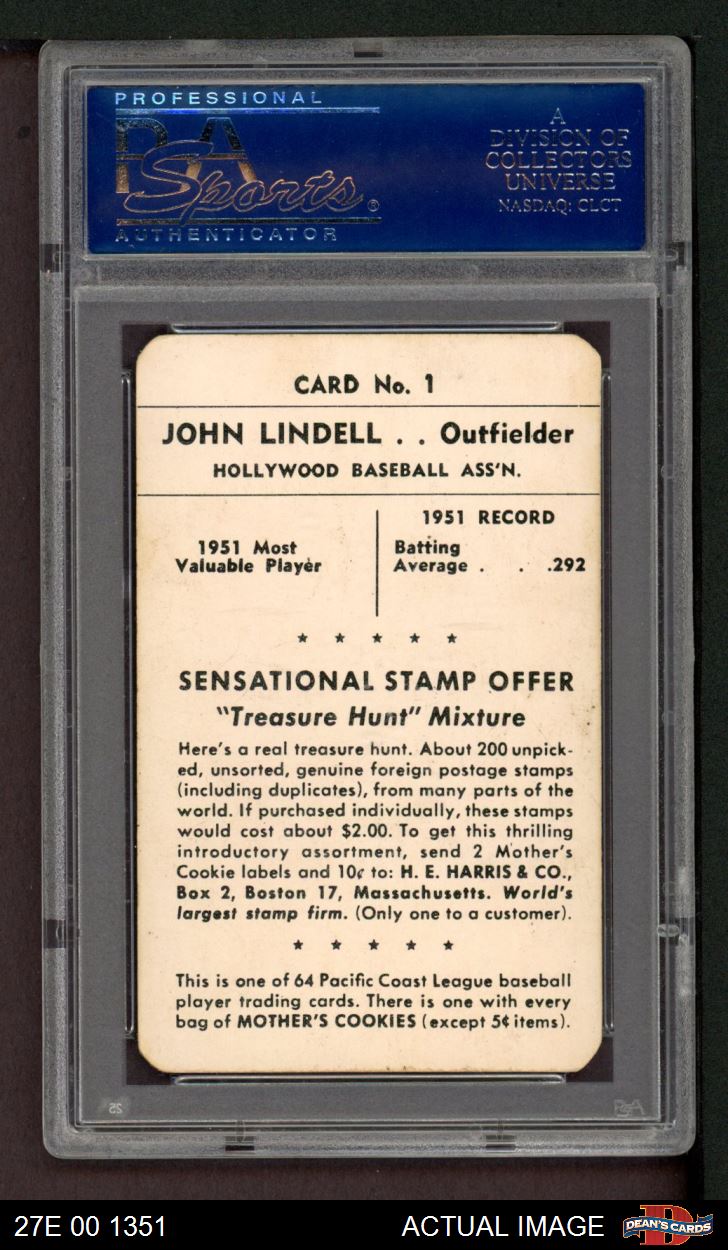 PROFESSIONAL
PSA
Sports®
AUTHENTICATOR
A
DIVISION OF
COLLECTORS
UNIVERSE
NASDAQ: CLCT
CARD No. 1
JOHN LINDELL . . Outfielder
HOLLYWOOD BASEBALL ASS'N.
1951 Most
Valuable Player
1951 RECORD
Batting
Average . . .292
★ ★ ★ ★ ★
SENSATIONAL STAMP OFFER
"Treasure Hunt" Mixture
Here's a real treasure hunt. About 200 unpick-
ed, unsorted, genuine foreign postage stamps
(including duplicates), from many parts of the
world. If purchased individually, these stamps
would cost about $2.00. To get this thrilling
introductory assortment, send 2 Mother's
Cookie labels and 10¢ to: H. E. HARRIS & CO.,
Box 2, Boston 17, Massachusetts. World's
largest stamp firm. (Only one to a customer).
★ ★ ★ ★ ★
This is one of 64 Pacific Coast League baseball
player trading cards. There is one with every
bag of MOTHER'S COOKIES (except 5¢ items).
25
PSA
27E 00 1351
ACTUAL IMAGE
DEAN'S CARDS